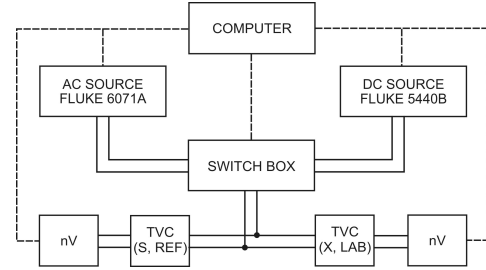 COMPUTER
AC SOURCE
FLUKE 6071A
DC SOURCE
FLUKE 5440B
SWITCH BOX
nV
TVC
(S, REF)
TVC
(X, LAB)
nV